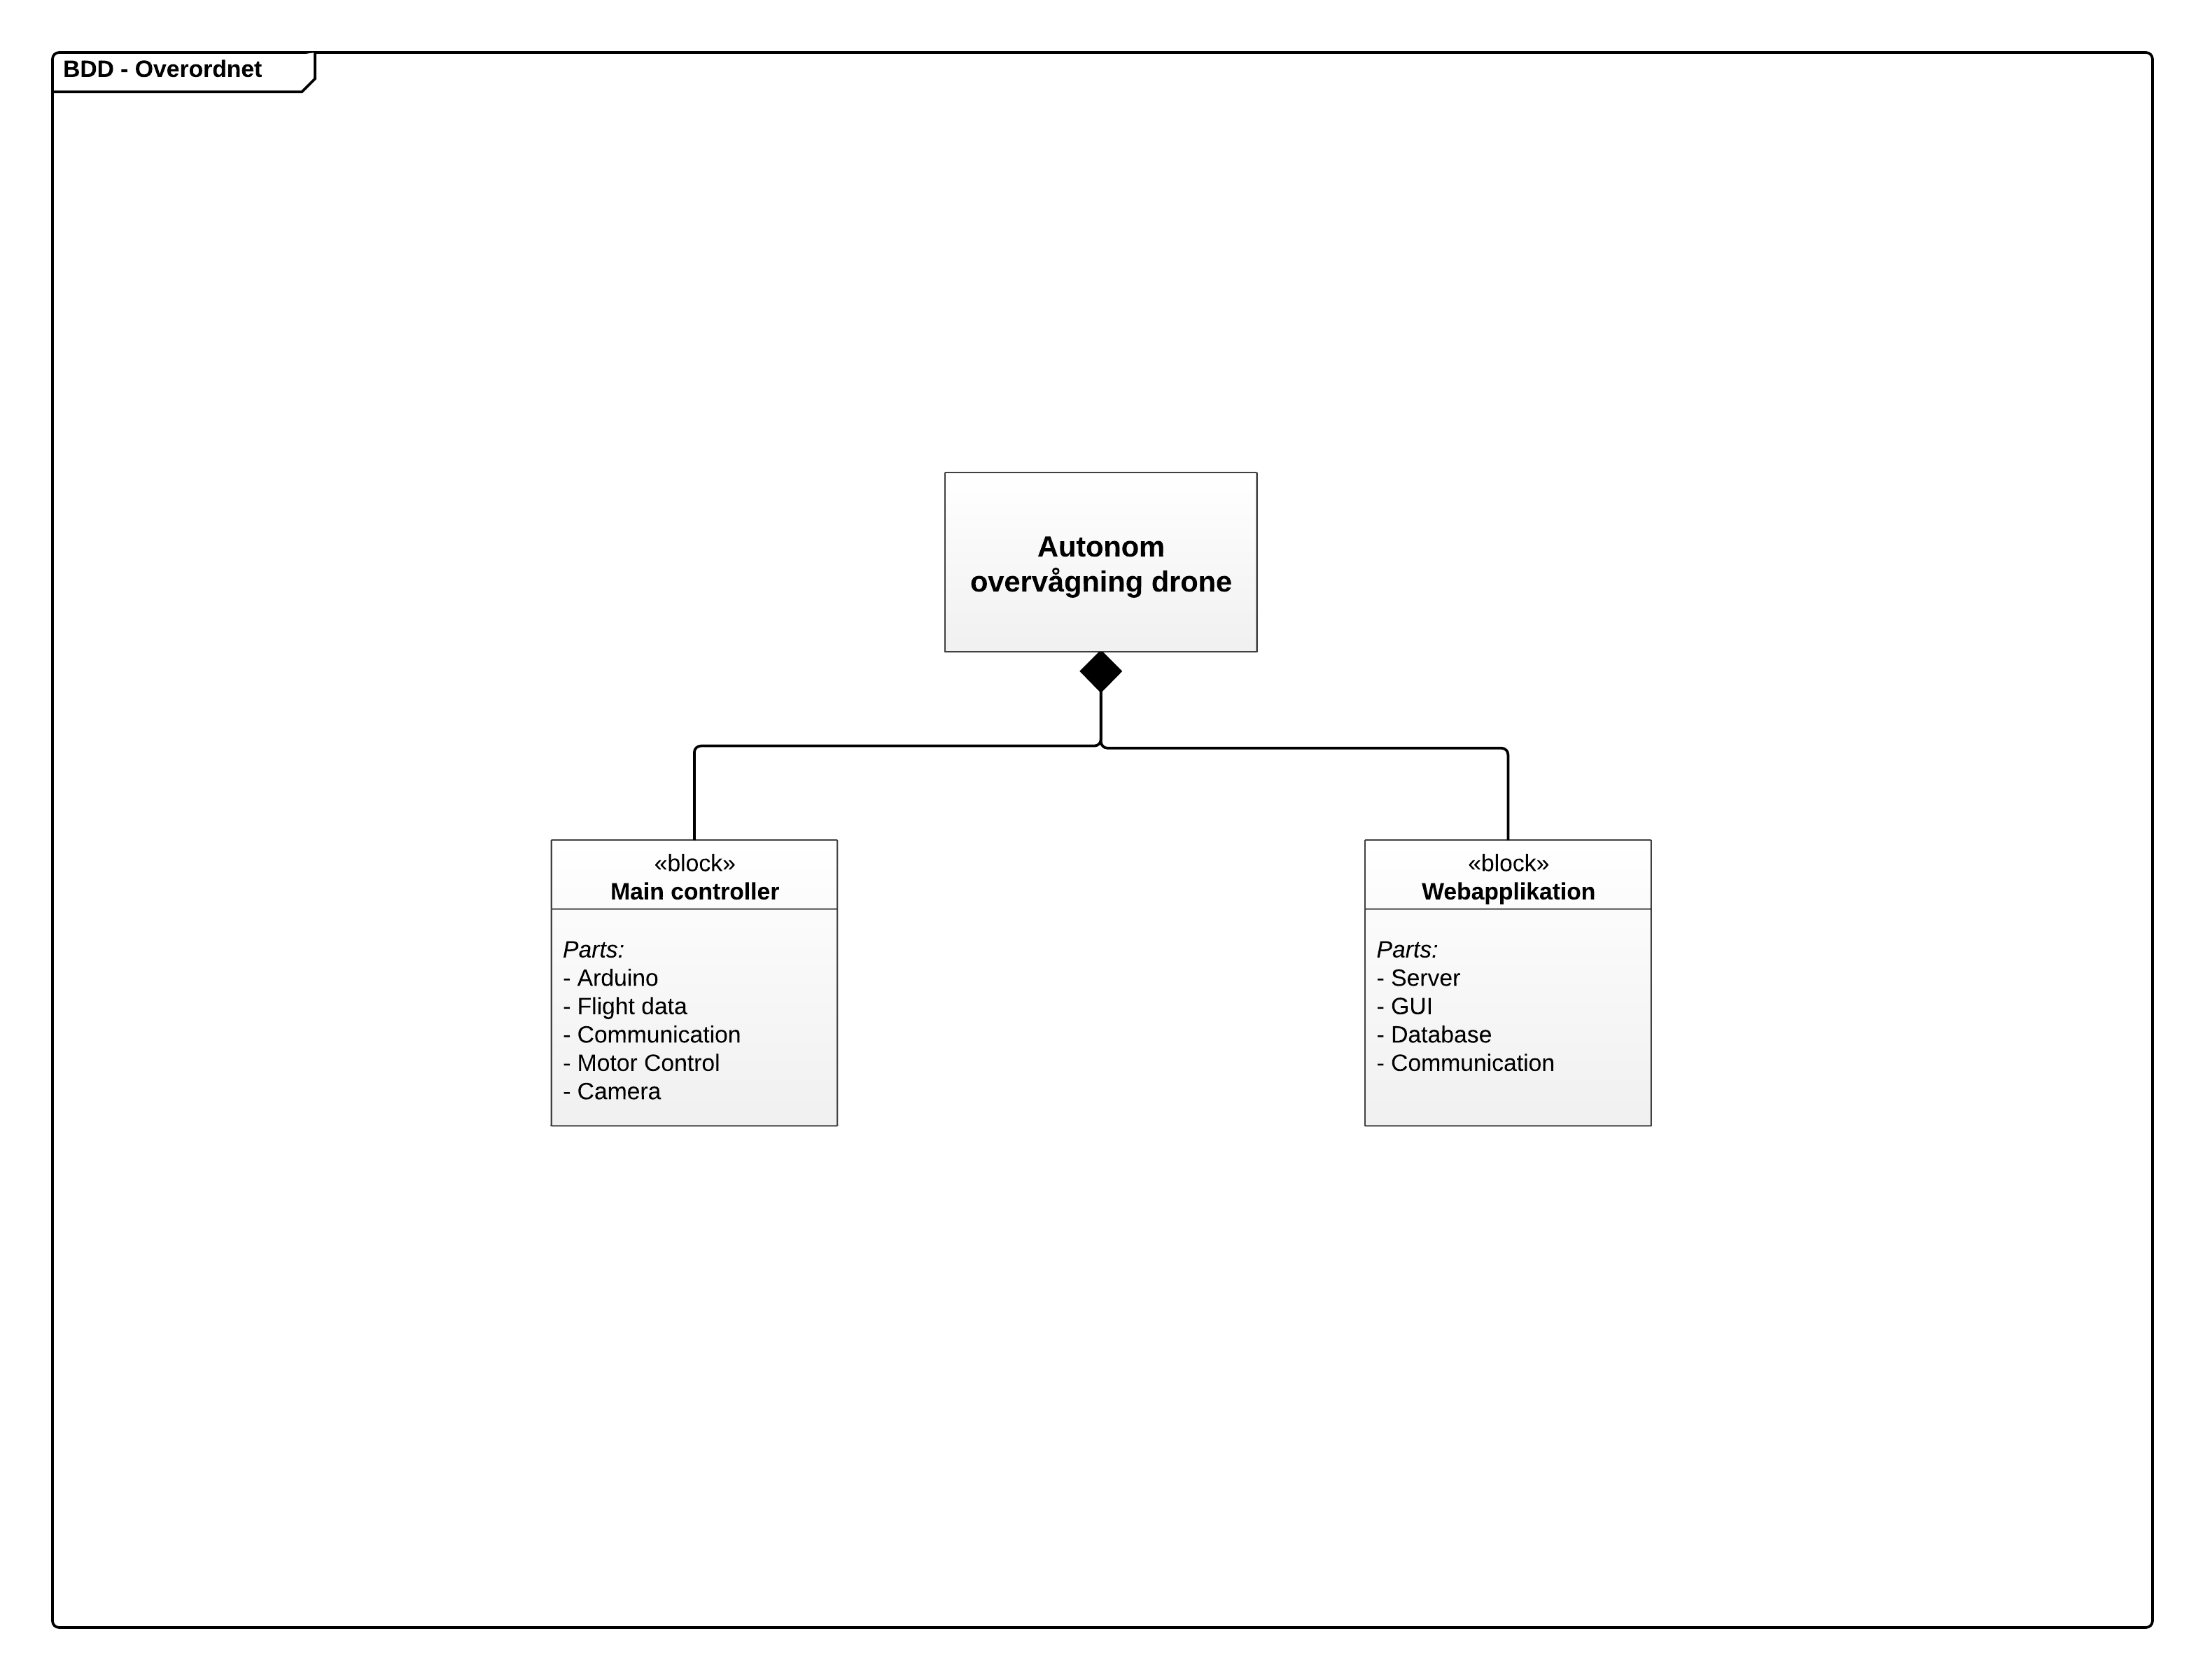 BDD - Overordnet
Autonom
overvågning drone
«block»
Main controller
Parts:
- Arduino
- Flight data
- Communication
- Motor Control
- Camera
«block»
Webapplikation
Parts:
- Server
- GUI
- Database
- Communication